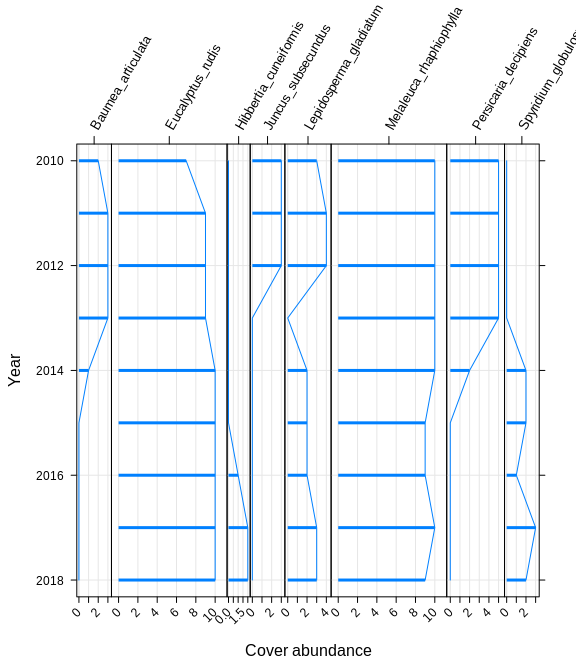 Baumea_articulata
Eucalyptus_rudis
Hibbertia_cuneiformis
Juncus_subsecundus
Lepidosperma_gladiatum
Melaleuca_rhaphiophylla
Persicaria_decipiens
Spyridium_globulos
2010
2012
2014
2016
2018
Year
0 2 0 2 4 6 8 10 0.0 1.5 0 2 0 2 4 0 2 4 6 8 10 0 2 4 0 2
Cover abundance